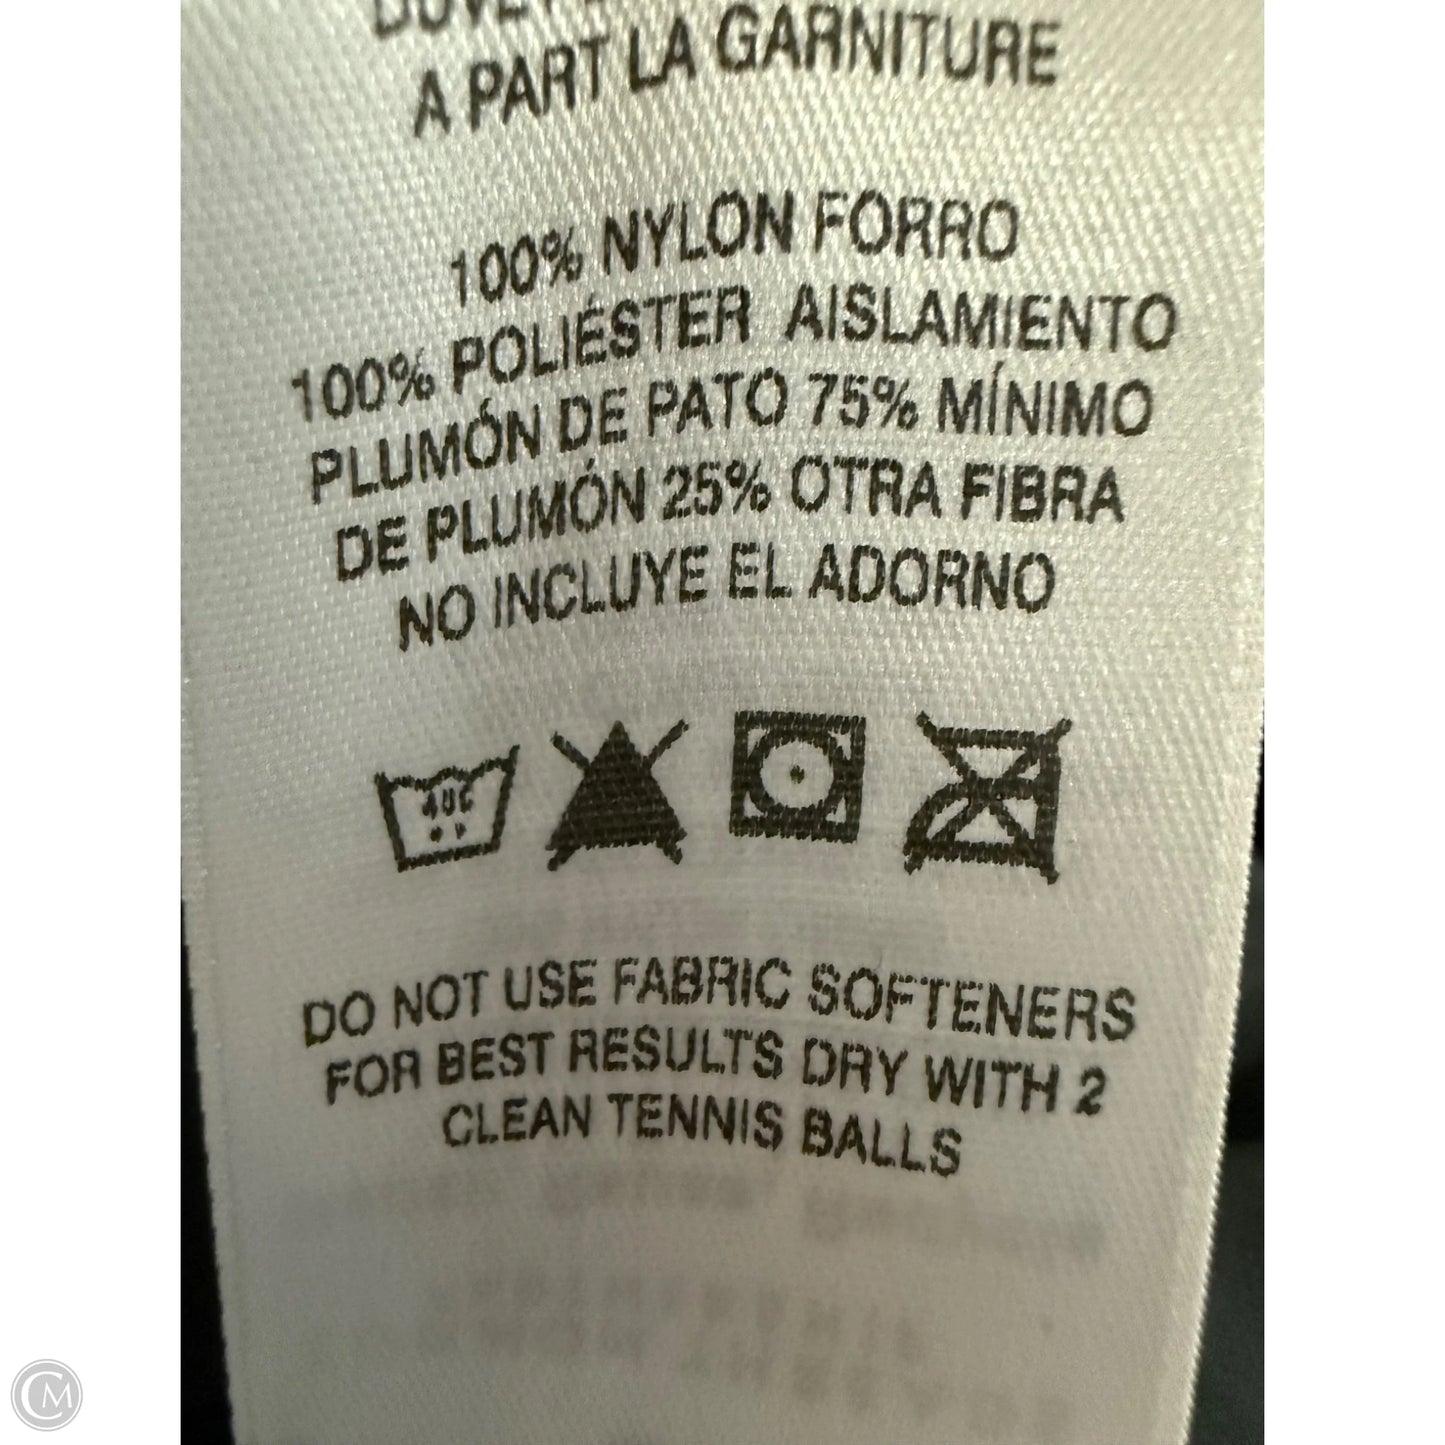 A PART LA GARNITURE
100% NYLON FORRO
100% POLIÉSTER AISLAMIENTO
PLUMÓN DE PATO 75% MÍNIMO
DE PLUMÓN 25% OTRA FIBRA
NO INCLUYE EL ADORNO
DO NOT USE FABRIC SOFTENERS
FOR BEST RESULTS DRY WITH 2
CLEAN TENNIS BALLS
CM